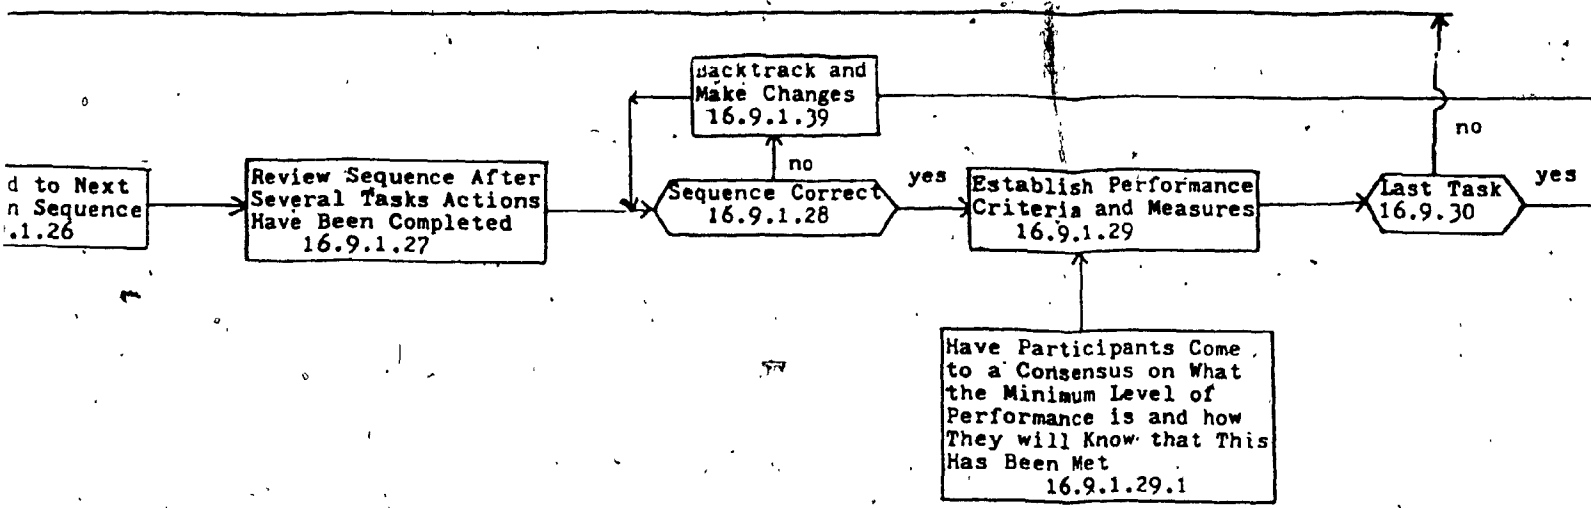 Backtrack and
Make Changes
16.9.1.39
no
no
d to Next
n Sequence
.1.26
Review Sequence After
Several Tasks Actions
Have Been Completed
16.9.1.27
Sequence Correct
16.9.1.28
yes
Establish Performance
Criteria and Measures
16.9.1.29
Last Task
16.9.30
yes
Have Participants Come
to a Consensus on What
the Minimum Level of
Performance is and how
They will Know that This
Has Been Met
16.9.1.29.1